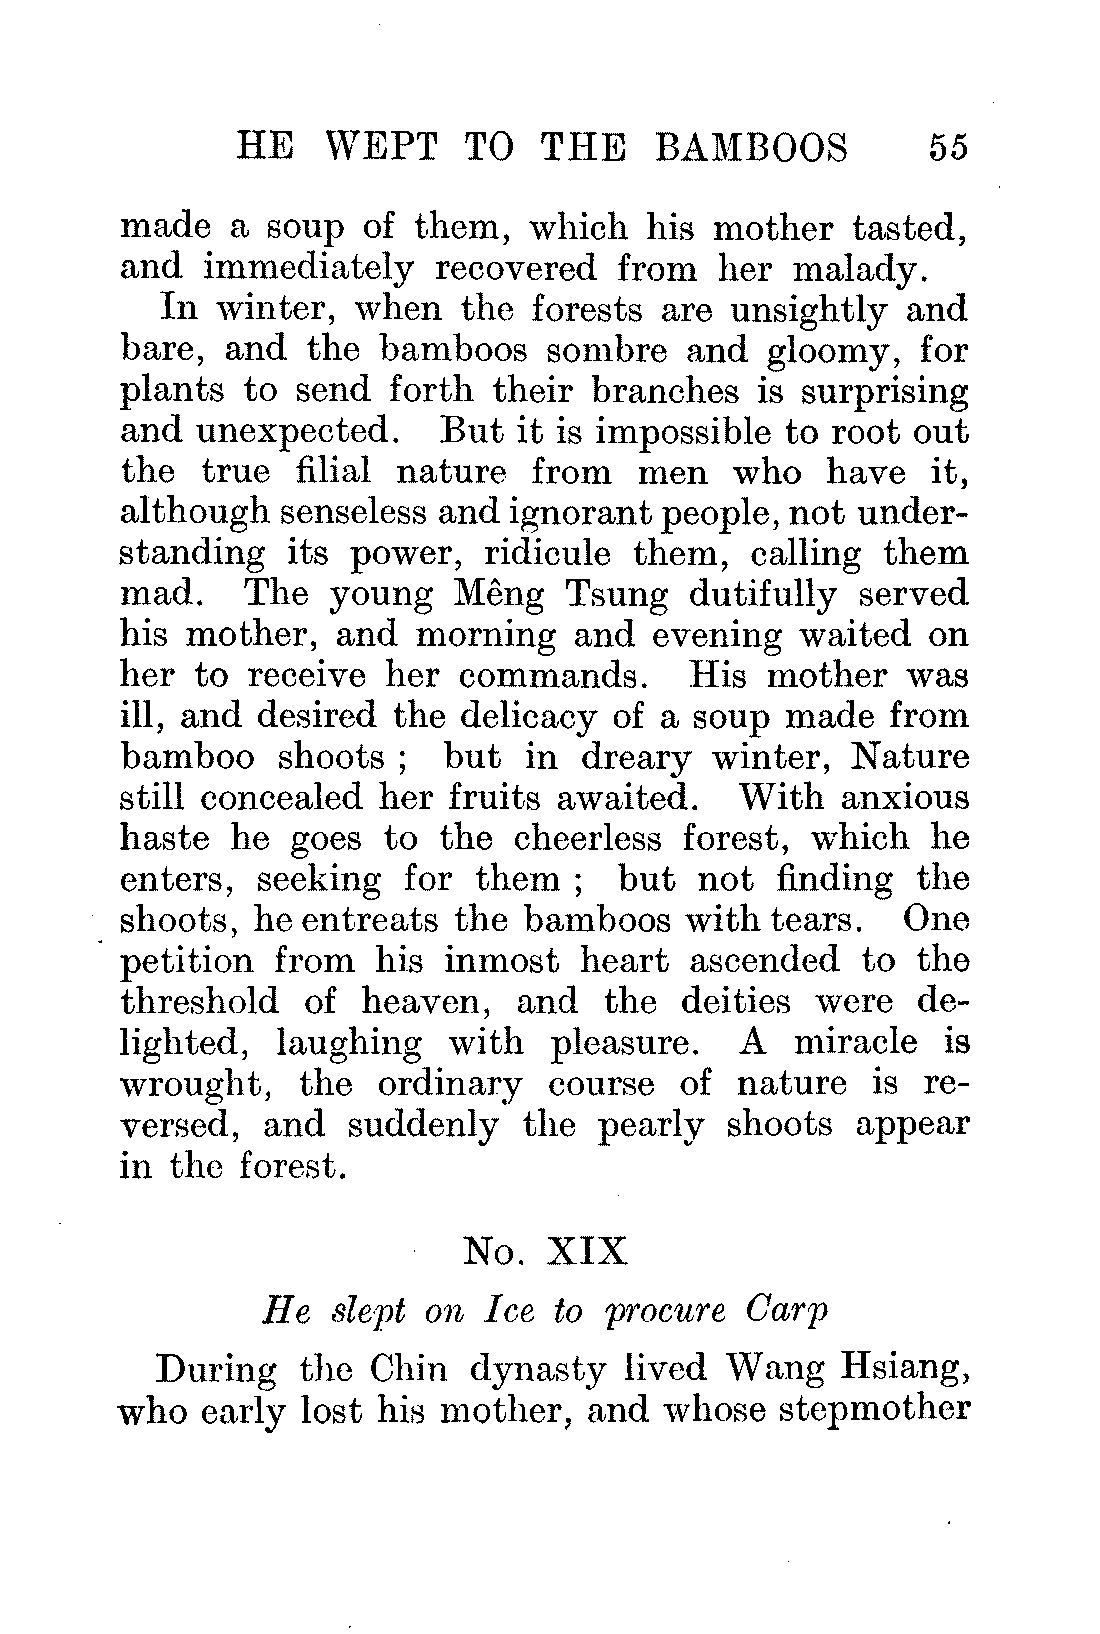 HE WEPT TO THE BAMBOOS 55
made a soup of them, which his mother tasted,
and immediately recovered from her malady.
In winter, when the forests are unsightly and
bare, and the bamboos sombre and gloomy, for
plants to send forth their branches is surprising
and unexpected. But it is impossible to root out
the true filial nature from men who have it,
although senseless and ignorant people, not under-
standing its power, ridicule them, calling them
mad. The young Mêng Tsung dutifully served
his mother, and morning and evening waited on
her to receive her commands. His mother was
ill, and desired the delicacy of a soup made from
bamboo shoots ; but in dreary winter, Nature
still concealed her fruits awaited. With anxious
haste he goes to the cheerless forest, which he
enters, seeking for them ; but not finding the
shoots, he entreats the bamboos with tears. One
petition from his inmost heart ascended to the
threshold of heaven, and the deities were de-
lighted, laughing with pleasure. A miracle is
wrought, the ordinary course of nature is re-
versed, and suddenly the pearly shoots appear
in the forest.
No. XIX
He slept on Ice to procure Carp
During the Chin dynasty lived Wang Hsiang,
who early lost his mother, and whose stepmother